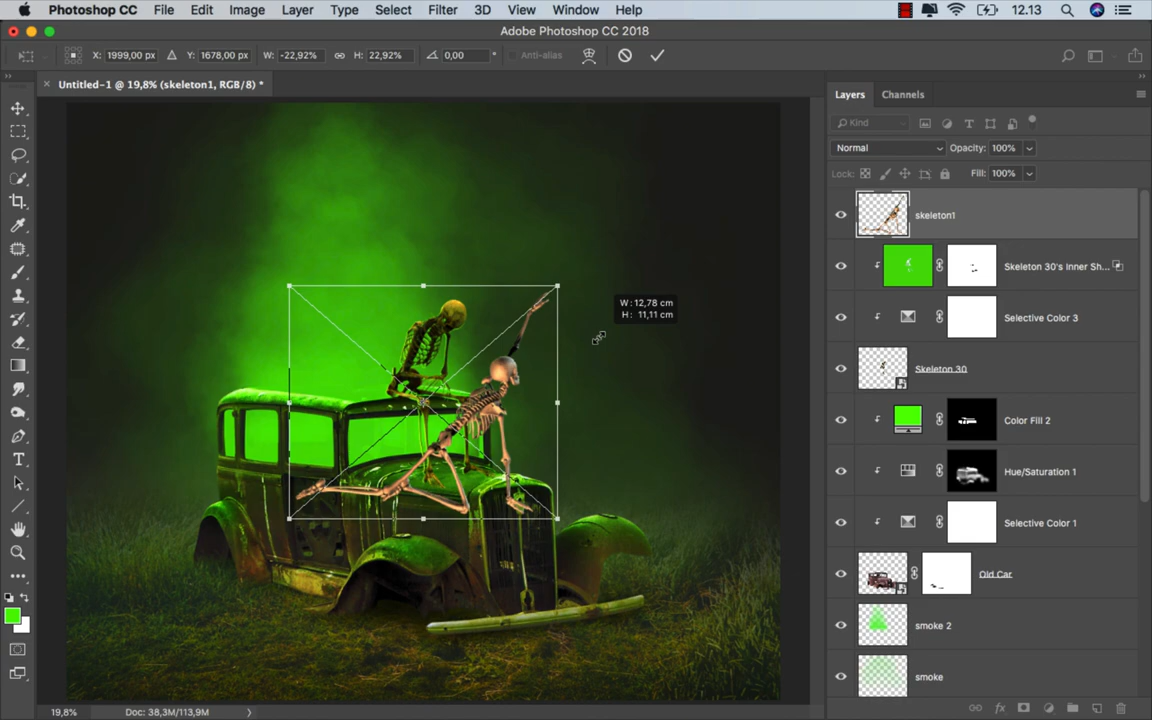 Photoshop CC File Edit Image Layer Type Select Filter 3D View Window Help 12.13
Adobe Photoshop CC 2018
X: 1999,00 px Y: 1678,00 px W: -22,92% H: 22,92% 0,00 ° Anti-alias
Untitled-1 @ 19,8% (skeleton1, RGB/8) *
Layers Channels
Kind
Normal Opacity: 100%
Lock: Fill: 100%
skeleton1
Skeleton 30's Inner Sh...
W: 12,78 cm
H: 11,11 cm
Selective Color 3
Skeleton 30
Color Fill 2
Hue/Saturation 1
Selective Color 1
Old Car
smoke 2
smoke
19,8% Doc: 38,3M/113,9M